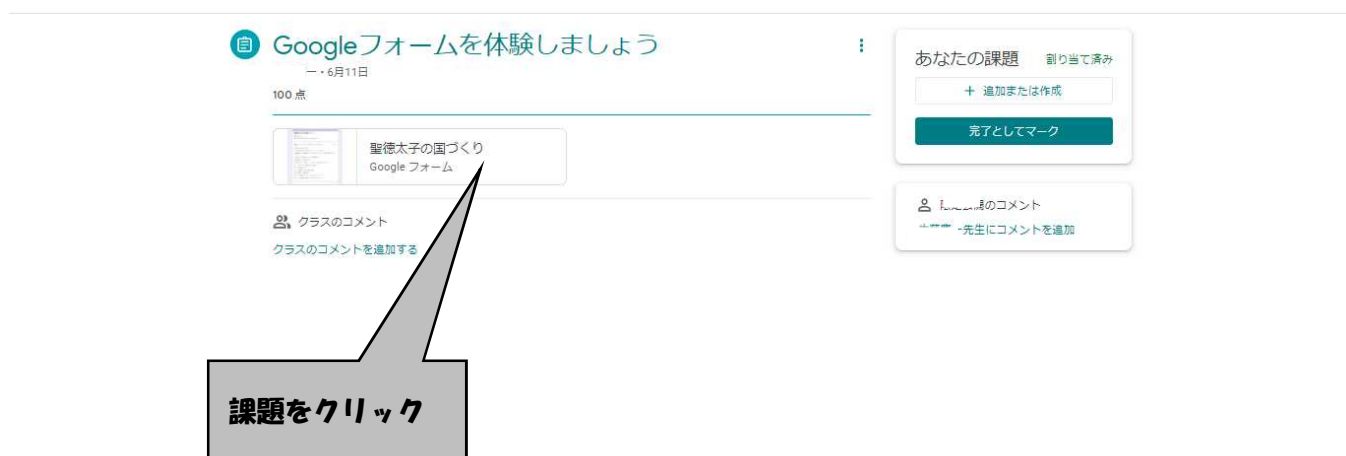 Googleフォームを体験しましょう
ー・6月11日
100 点
聖徳太子の国づくり
Google フォーム
クラスのコメント
クラスのコメントを追加する
あなたの課題 割り当て済み
+ 追加または作成
完了としてマーク
のコメント
先生にコメントを追加
課題をクリック